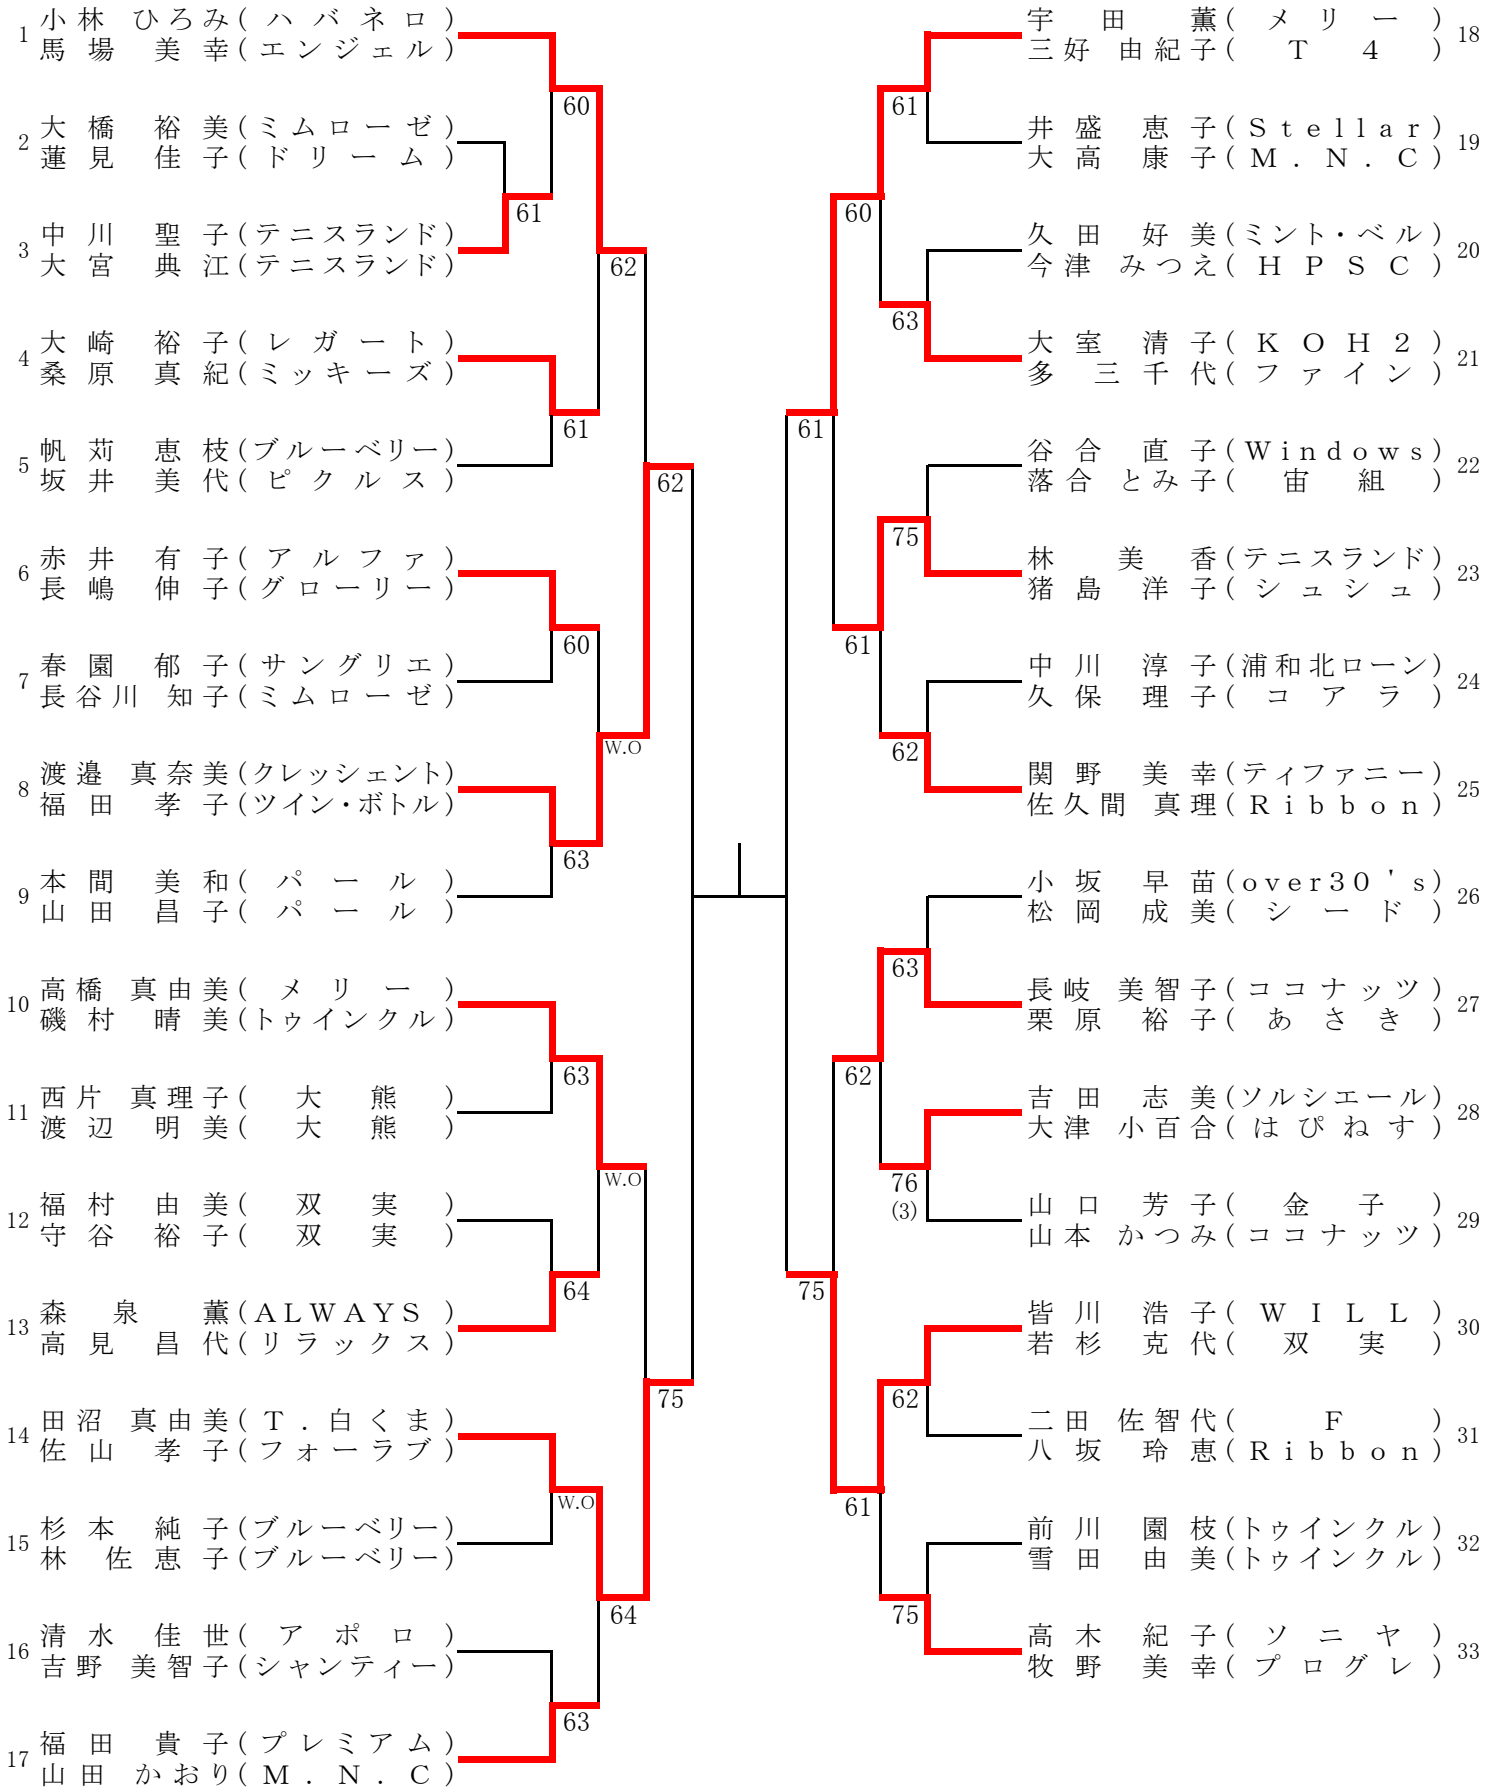 1 小林 ひろみ(ハバネロ)
馬場 美幸(エンジェル)
60
2 大橋 裕美(ミムローゼ)
蓮見 佳子(ドリーム)
61
3 中川 聖子(テニスランド)
大宮 典江(テニスランド)
62
4 大崎 裕子(レガート)
桑原 真紀(ミッキーズ)
61
5 帆苅 恵枝(ブルーベリー)
坂井 美代(ピクルス)
62
6 赤井 有子(アルファ)
長嶋 伸子(グローリー)
60
7 春園 郁子(サングリエ)
長谷川 知子(ミムローゼ)
W.O
8 渡邉 真奈美(クレッシェント)
福田 孝子(ツイン・ボトル)
63
9 本間 美和(パール)
山田 昌子(パール)
10 高橋 真由美(メリー)
磯村 晴美(トゥインクル)
63
11 西片 真理子(大熊)
渡辺 明美(大熊)
W.O
12 福村 由美(双実)
守谷 裕子(双実)
64
13 森泉 薫(ALWAYS)
高見 昌代(リラックス)
75
14 田沼 真由美(T.白くま)
佐山 孝子(フォーラブ)
W.O
15 杉本 純子(ブルーベリー)
林 佐恵子(ブルーベリー)
64
16 清水 佳世(アポロ)
吉野 美智子(シャンティー)
63
17 福田 貴子(プレミアム)
山田 かおり(M.N.C)
宇田 薫(メリー) 18
三好 由紀子(T4)
61
井盛 恵子(Stellar) 19
大高 康子(M.N.C)
60
久田 好美(ミント・ベル) 20
今津 みつえ(HPSC)
63
大室 清子(KOH2) 21
多 三千代(ファイン)
61
谷合 直子(Windows) 22
落合 とみ子(宙組)
75
林 美香(テニスランド) 23
猪島 洋子(シュシュ)
61
中川 淳子(浦和北ローン) 24
久保 理子(コアラ)
62
関野 美幸(ティファニー) 25
佐久間 真理(Ribbon)
小坂 早苗(over30's) 26
松岡 成美(シード)
63
長岐 美智子(ココナッツ) 27
栗原 裕子(あさき)
62
吉田 志美(ソルシエール) 28
大津 小百合(はぴねす)
76
(3)
山口 芳子(金子) 29
山本 かつみ(ココナッツ)
75
皆川 浩子(WILL) 30
若杉 克代(双実)
62
二田 佐智代(F) 31
八坂 玲恵(Ribbon)
61
前川 園枝(トゥインクル) 32
雪田 由美(トゥインクル)
75
高木 紀子(ソニヤ) 33
牧野 美幸(プログレ)